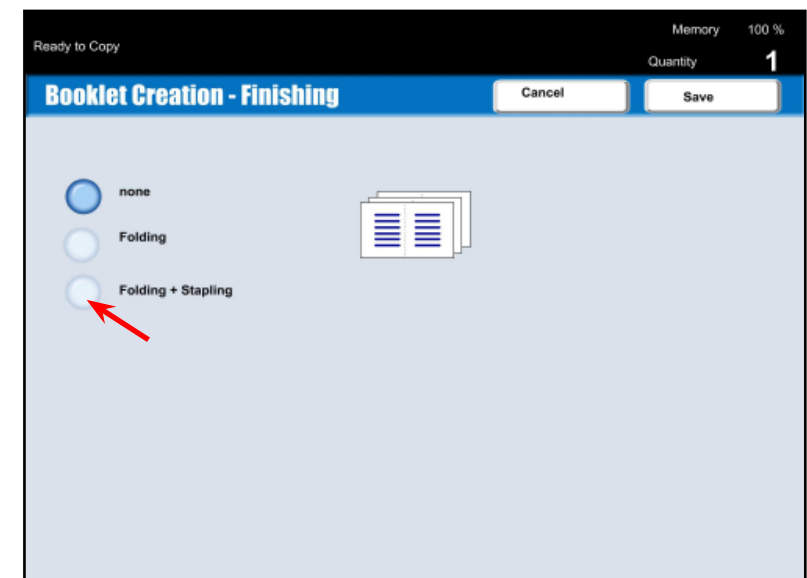 Memory 100 %
Ready to Copy
Quantity 1
Booklet Creation - Finishing
Cancel
Save
none
Folding
Folding + Stapling